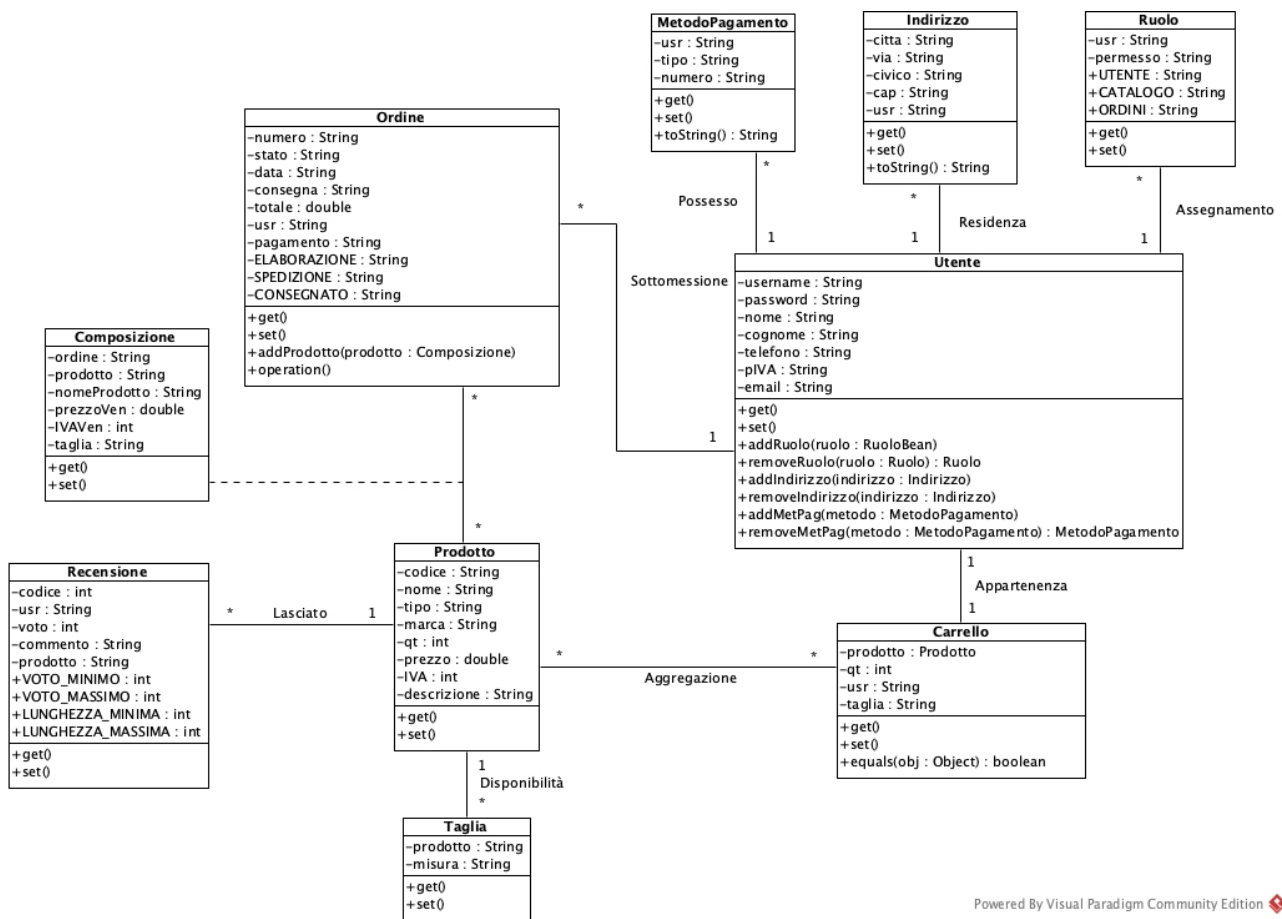 MetodoPagamento
-usr : String
-tipo : String
-numero : String
+get()
+set()
+toString() : String
Indirizzo
-citta : String
-via : String
-civico : String
-cap : String
-usr : String
+get()
+set()
+toString() : String
Ruolo
-usr : String
-permesso : String
+UTENTE : String
+CATALOGO : String
+ORDINI : String
+get()
+set()
Ordine
-numero : String
-stato : String
-data : String
-consegna : String
-totale : double
-usr : String
-pagamento : String
-ELABORAZIONE : String
-SPEDIZIONE : String
-CONSEGNATO : String
+get()
+set()
+addProdotto(prodotto : Composizione)
+operation()
*
Possesso
1
*
Residenza
1
*
Assegnamento
1
*
Sottomessione
1
Utente
-username : String
-password : String
-nome : String
-cognome : String
-telefono : String
-pIVA : String
-email : String
+get()
+set()
+addRuolo(ruolo : RuoloBean)
+removeRuolo(ruolo : Ruolo) : Ruolo
+addIndirizzo(indirizzo : Indirizzo)
+removeIndirizzo(indirizzo : Indirizzo)
+addMetPag(metodo : MetodoPagamento)
+removeMetPag(metodo : MetodoPagamento) : MetodoPagamento
Composizione
-ordine : String
-prodotto : String
-nomeProdotto : String
-prezzoVen : double
-IVAVen : int
-taglia : String
+get()
+set()
*
*
Recensione
-codice : int
-usr : String
-voto : int
-commento : String
-prodotto : String
+VOTO_MINIMO : int
+VOTO_MASSIMO : int
+LUNGHEZZA_MINIMA : int
+LUNGHEZZA_MASSIMA : int
+get()
+set()
* Lasciato 1
Prodotto
-codice : String
-nome : String
-tipo : String
-marca : String
-qt : int
-prezzo : double
-IVA : int
-descrizione : String
+get()
+set()
* Aggregazione *
1
Appartenenza
1
Carrello
-prodotto : Prodotto
-qt : int
-usr : String
-taglia : String
+get()
+set()
+equals(obj : Object) : boolean
1
Disponibilità
*
Taglia
-prodotto : String
-misura : String
+get()
+set()
Powered By Visual Paradigm Community Edition